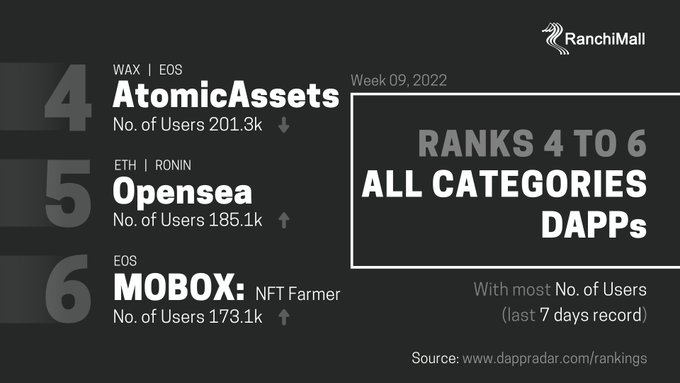 RanchiMall
4
WAX | EOS
AtomicAssets
No. of Users 201.3k
5
ETH | RONIN
Opensea
No. of Users 185.1k
6
EOS
MOBOX: NFT Farmer
No. of Users 173.1k
Week 09, 2022
RANKS 4 TO 6
ALL CATEGORIES
DAPPs
With most No. of Users
(last 7 days record)
Source: www.dappradar.com/rankings